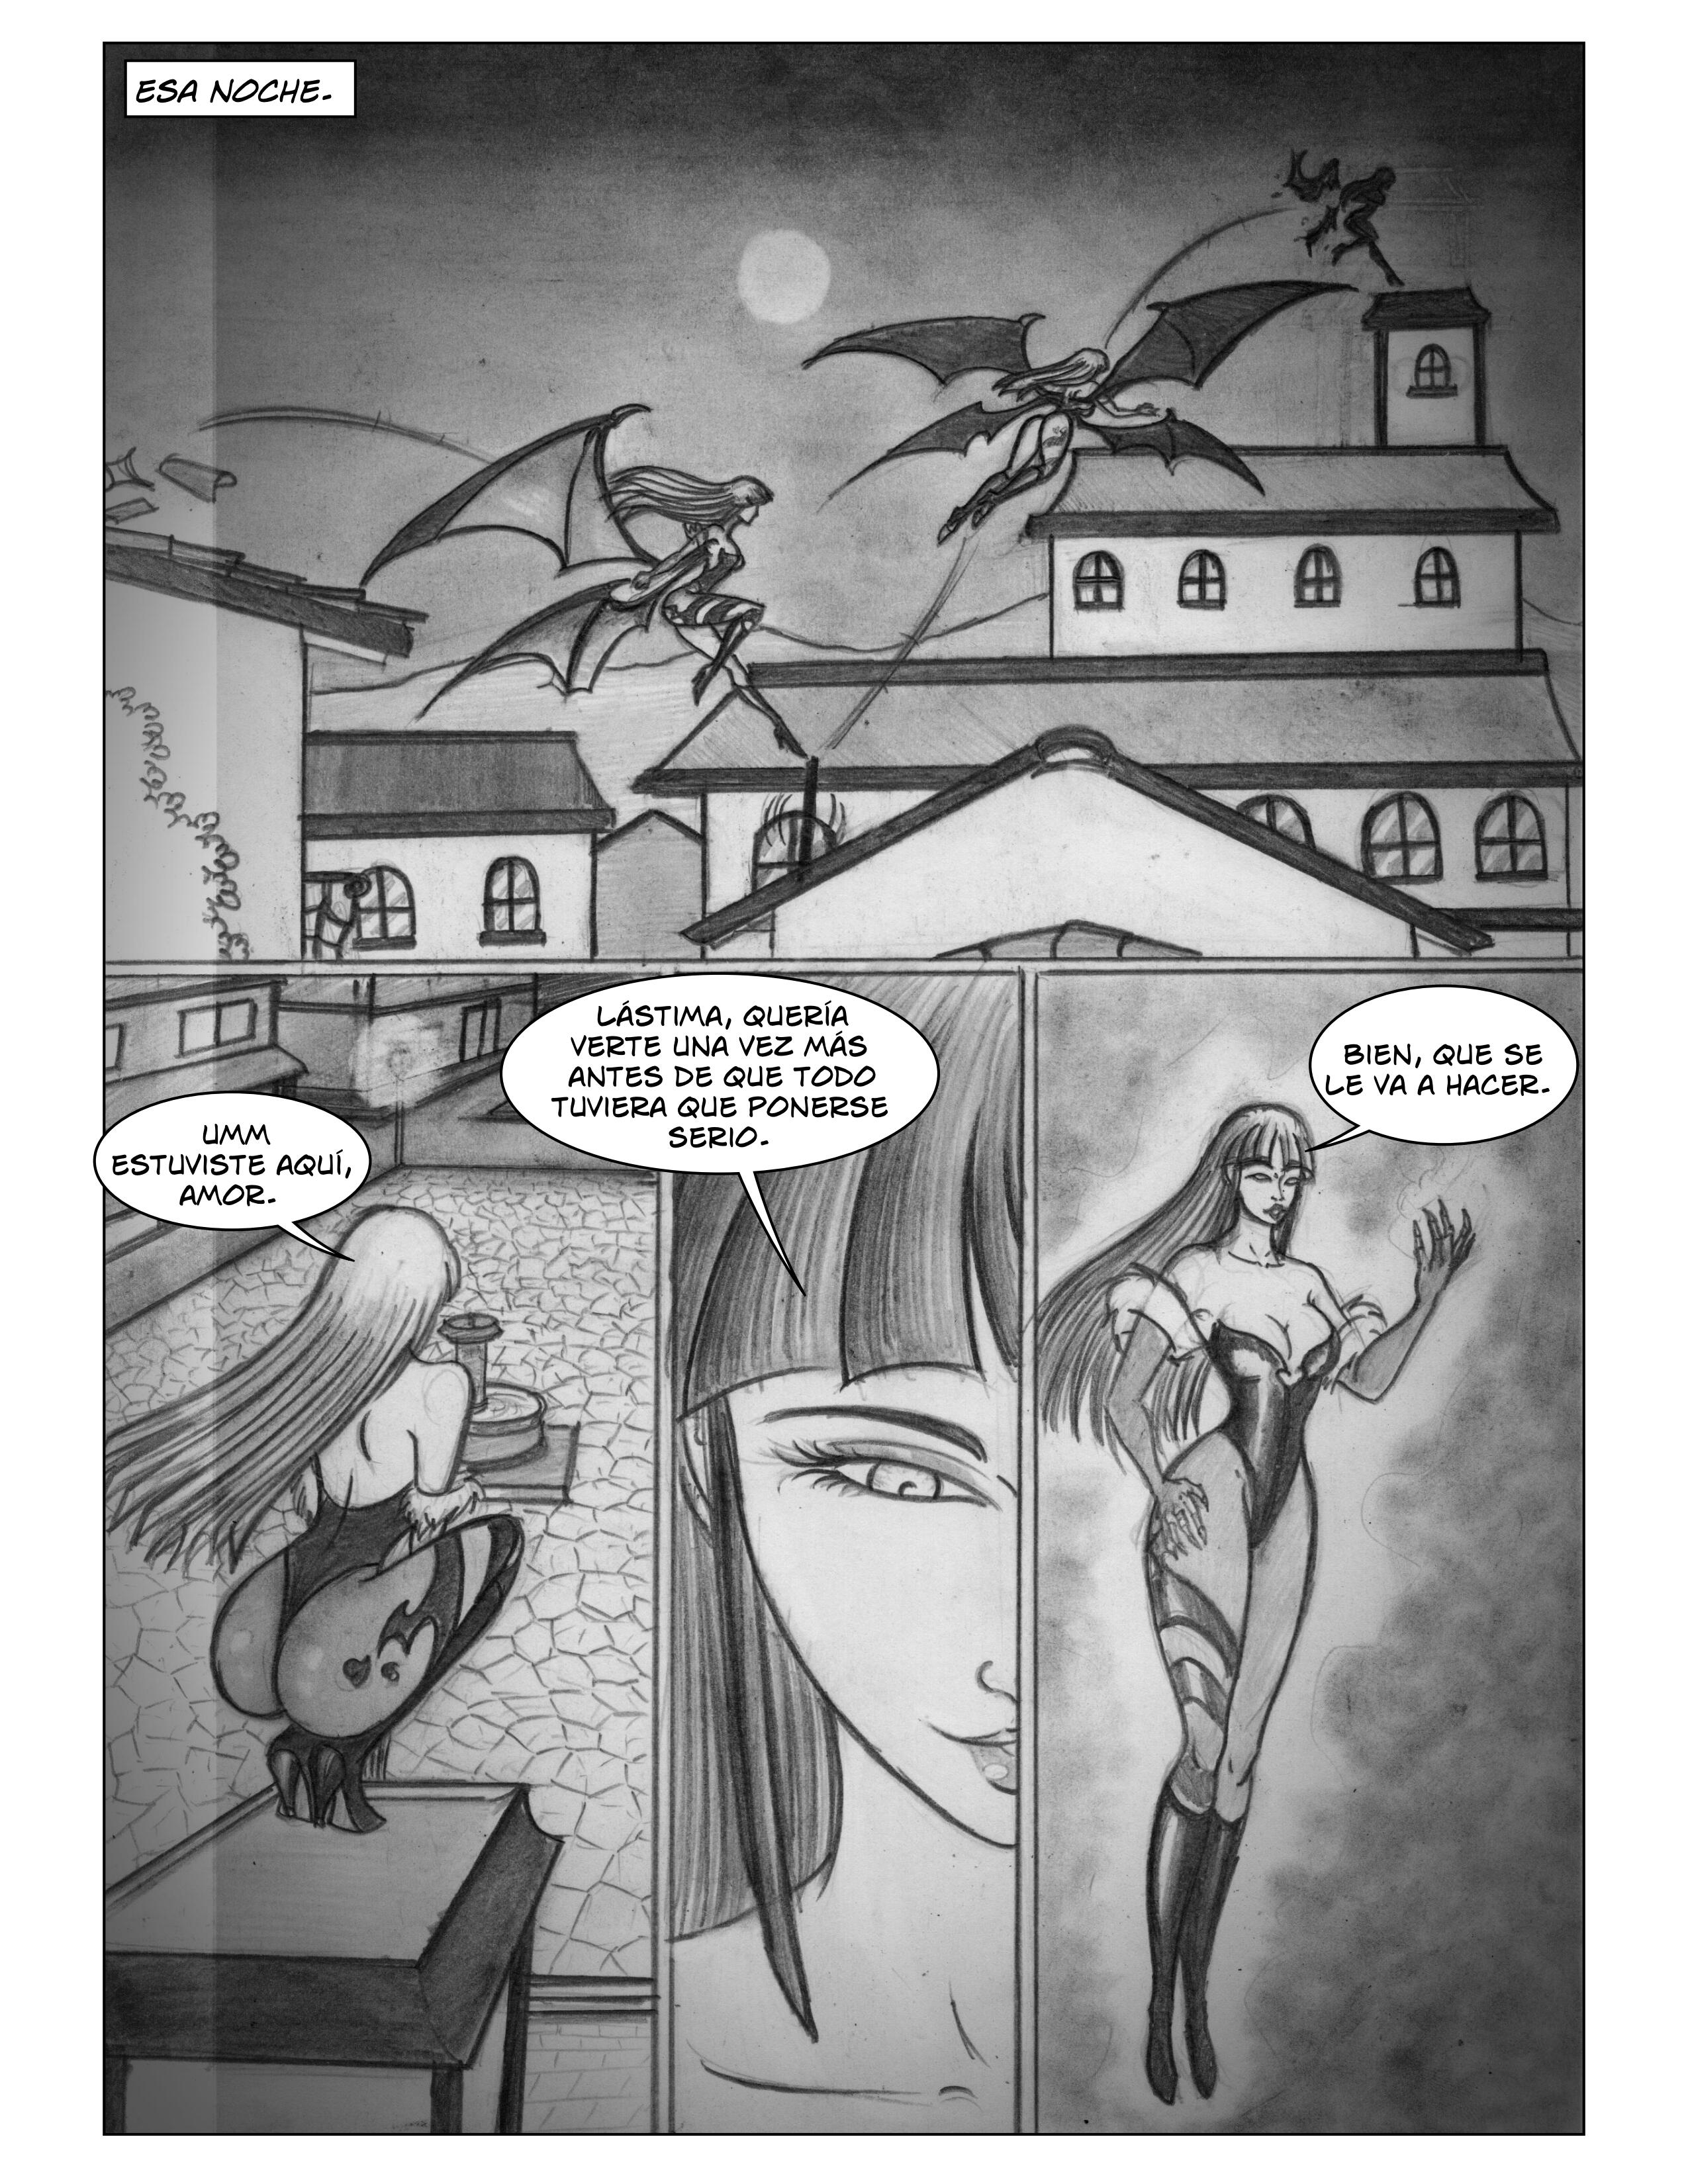 ESA NOCHE.
UMM
ESTUVISTE AQUÍ,
AMOR.
LÁSTIMA, QUERÍA
VERTE UNA VEZ MÁS
ANTES DE QUE TODO
TUVIERA QUE PONERSE
SERIO.
BIEN, QUE SE
LE VA A HACER.